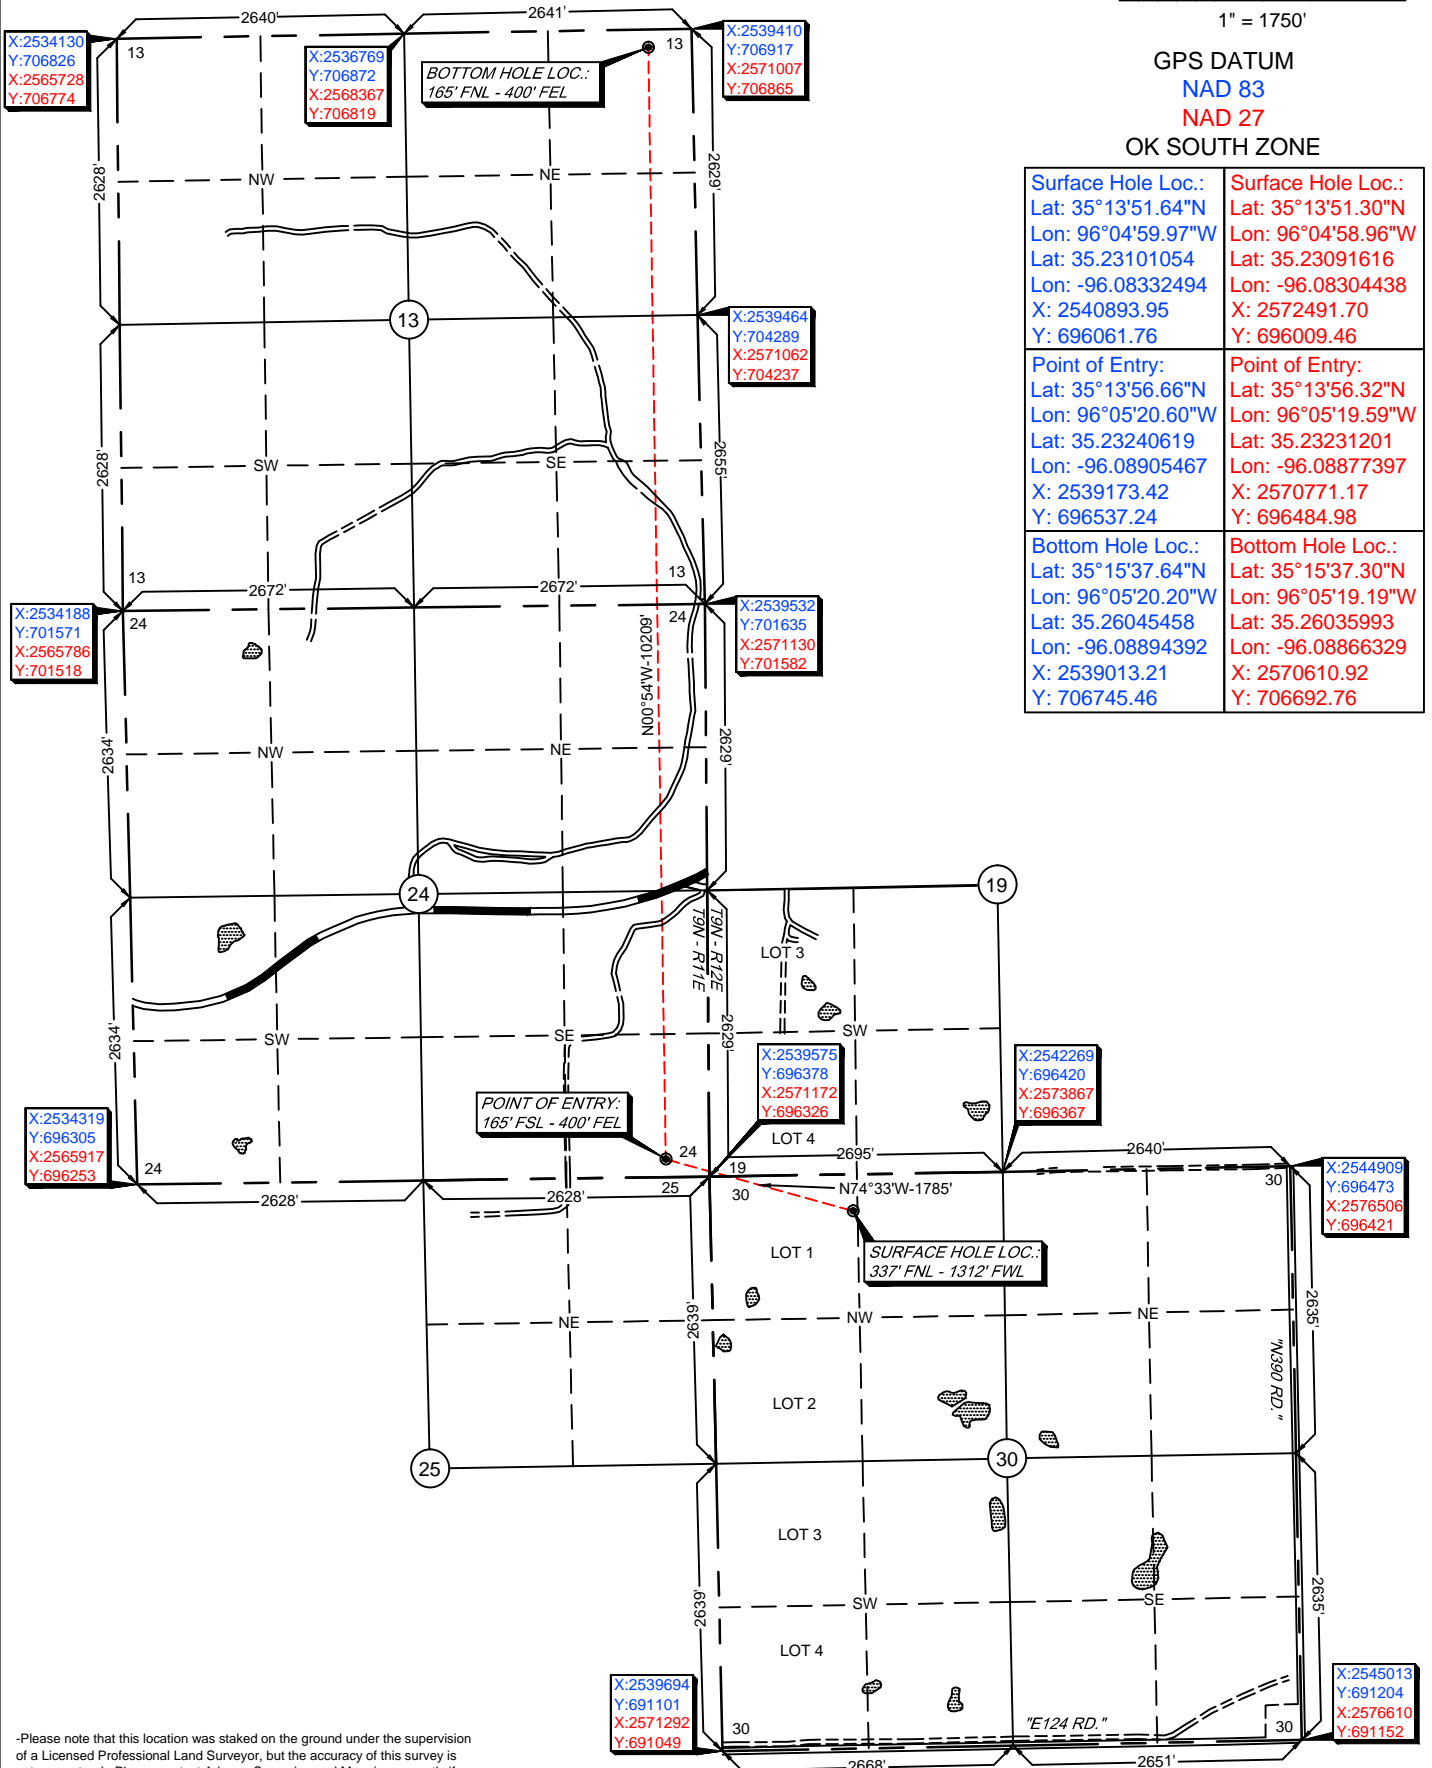 1" = 1750'
GPS DATUM
NAD 83
NAD 27
OK SOUTH ZONE
Surface Hole Loc.:
Lat: 35°13'51.64"N
Lon: 96°04'59.97"W
Lat: 35.23101054
Lon: -96.08332494
X: 2540893.95
Y: 696061.76
Surface Hole Loc.:
Lat: 35°13'51.30"N
Lon: 96°04'58.96"W
Lat: 35.23091616
Lon: -96.08304438
X: 2572491.70
Y: 696009.46
Point of Entry:
Lat: 35°13'56.66"N
Lon: 96°05'20.60"W
Lat: 35.23240619
Lon: -96.08905467
X: 2539173.42
Y: 696537.24
Point of Entry:
Lat: 35°13'56.32"N
Lon: 96°05'19.59"W
Lat: 35.23231201
Lon: -96.08877397
X: 2570771.17
Y: 696484.98
Bottom Hole Loc.:
Lat: 35°15'37.64"N
Lon: 96°05'20.20"W
Lat: 35.26045458
Lon: -96.08894392
X: 2539013.21
Y: 706745.46
Bottom Hole Loc.:
Lat: 35°15'37.30"N
Lon: 96°05'19.19"W
Lat: 35.26035993
Lon: -96.08866329
X: 2570610.92
Y: 706692.76
2640'
2641'
X:2534130
Y:706826
X:2565728
Y:706774
13
X:2536769
Y:706872
X:2568367
Y:706819
BOTTOM HOLE LOC.:
165' FNL - 400' FEL
13
X:2539410
Y:706917
X:2571007
Y:706865
2628'
NW
NE
2629'
13
X:2539464
Y:704289
X:2571062
Y:704237
2628'
SW
SE
2655'
13
2672'
2672'
13
X:2534188
Y:701571
X:2565786
Y:701518
24
24
X:2539532
Y:701635
X:2571130
Y:701582
N00°54'W-10209'
2634'
NW
NE
2629'
24
19
T9N - R11E
T9N - R12E
LOT 3
2634'
SW
SE
2629'
SW
X:2539575
Y:696378
X:2571172
Y:696326
X:2542269
Y:696420
X:2573867
Y:696367
X:2534319
Y:696305
X:2565917
Y:696253
POINT OF ENTRY:
165' FSL - 400' FEL
LOT 4
24
24
19
2695'
2640'
25
30
30
N74°33'W-1785'
2628'
2628'
X:2544909
Y:696473
X:2576506
Y:696421
LOT 1
SURFACE HOLE LOC.:
337' FNL - 1312' FWL
NE
2639'
NW
NE
2635'
"N390 RD."
LOT 2
25
30
LOT 3
2639'
SW
SE
2635'
LOT 4
X:2539694
Y:691101
X:2571292
Y:691049
30
"E124 RD."
30
X:2545013
Y:691204
X:2576610
Y:691152
2668'
2651'
-Please note that this location was staked on the ground under the supervision
of a Licensed Professional Land Surveyor, but the accuracy of this survey is